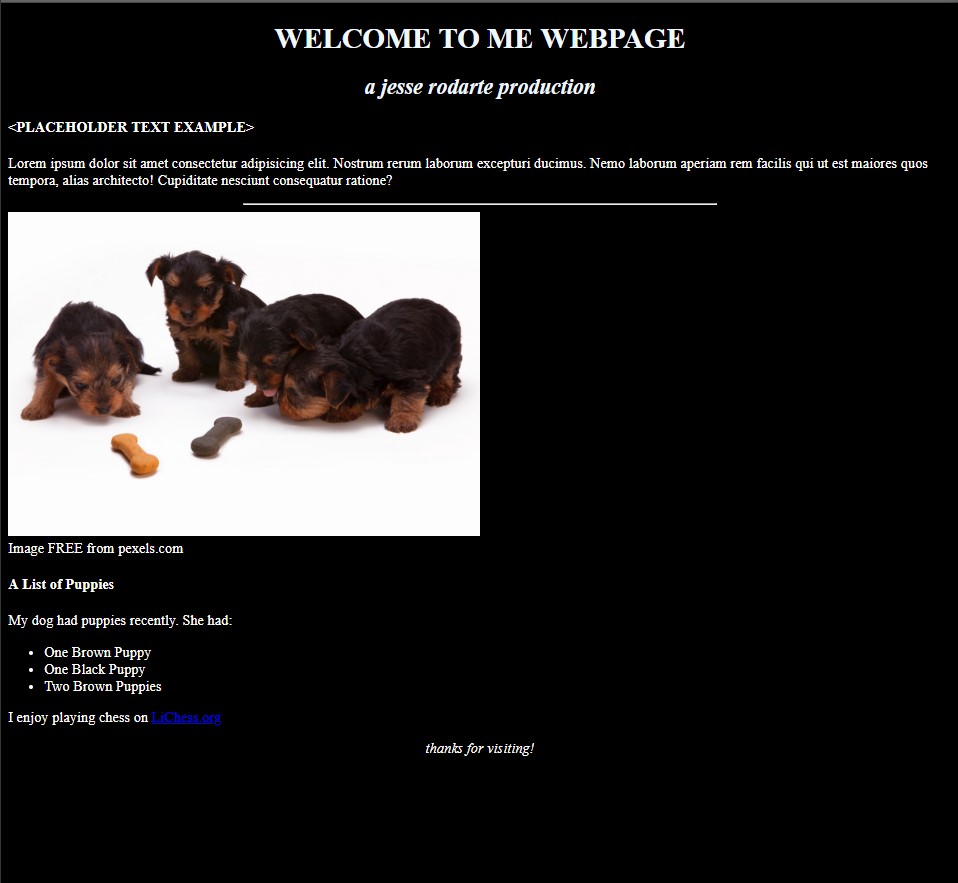 WELCOME TO ME WEBPAGE
a jesse rodarte production
<PLACEHOLDER TEXT EXAMPLE>
Lorem ipsum dolor sit amet consectetur adipisicing elit. Nostrum rerum laborum excepturi ducimus. Nemo laborum aperiam rem facilis qui ut est maiores quos
tempora, alias architecto! Cupiditate nesciunt consequatur ratione?
Image FREE from pexels.com
A List of Puppies
My dog had puppies recently. She had:
• One Brown Puppy
• One Black Puppy
• Two Brown Puppies
I enjoy playing chess on LiChess.org
thanks for visiting!